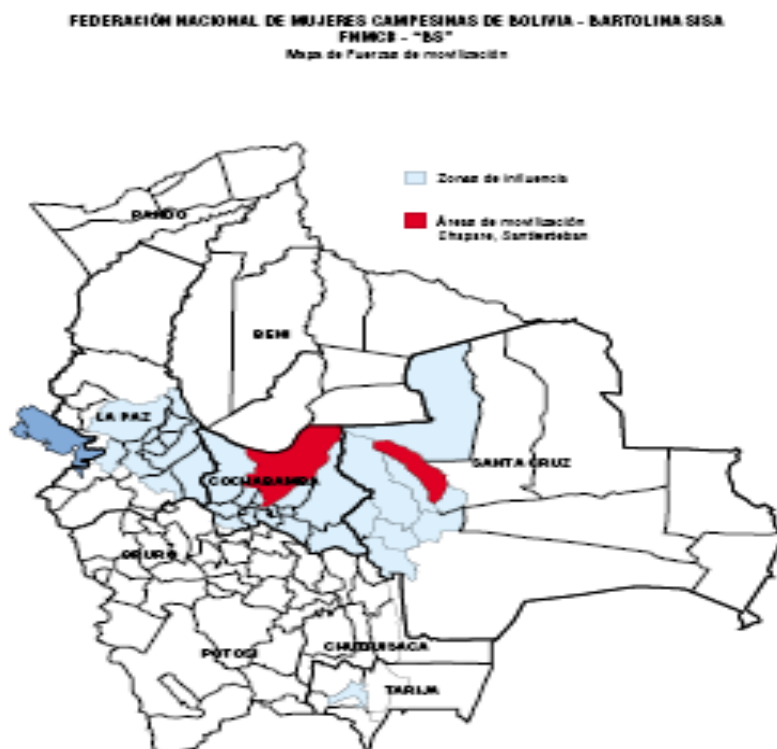 FEDERACIÓN NACIONAL DE MUJERES CAMPESINAS DE BOLIVIA - BARTOLINA SISA
FNMCB - "BS"
Mapa de Fuerzas de movilización
Zonas de influencia
Áreas de movilización
Chapare, Santiesteban
PANDO
BENI
LA PAZ
SANTA CRUZ
COCHABAMBA
ORURO
CHUQUISACA
POTOSI
TARIJA